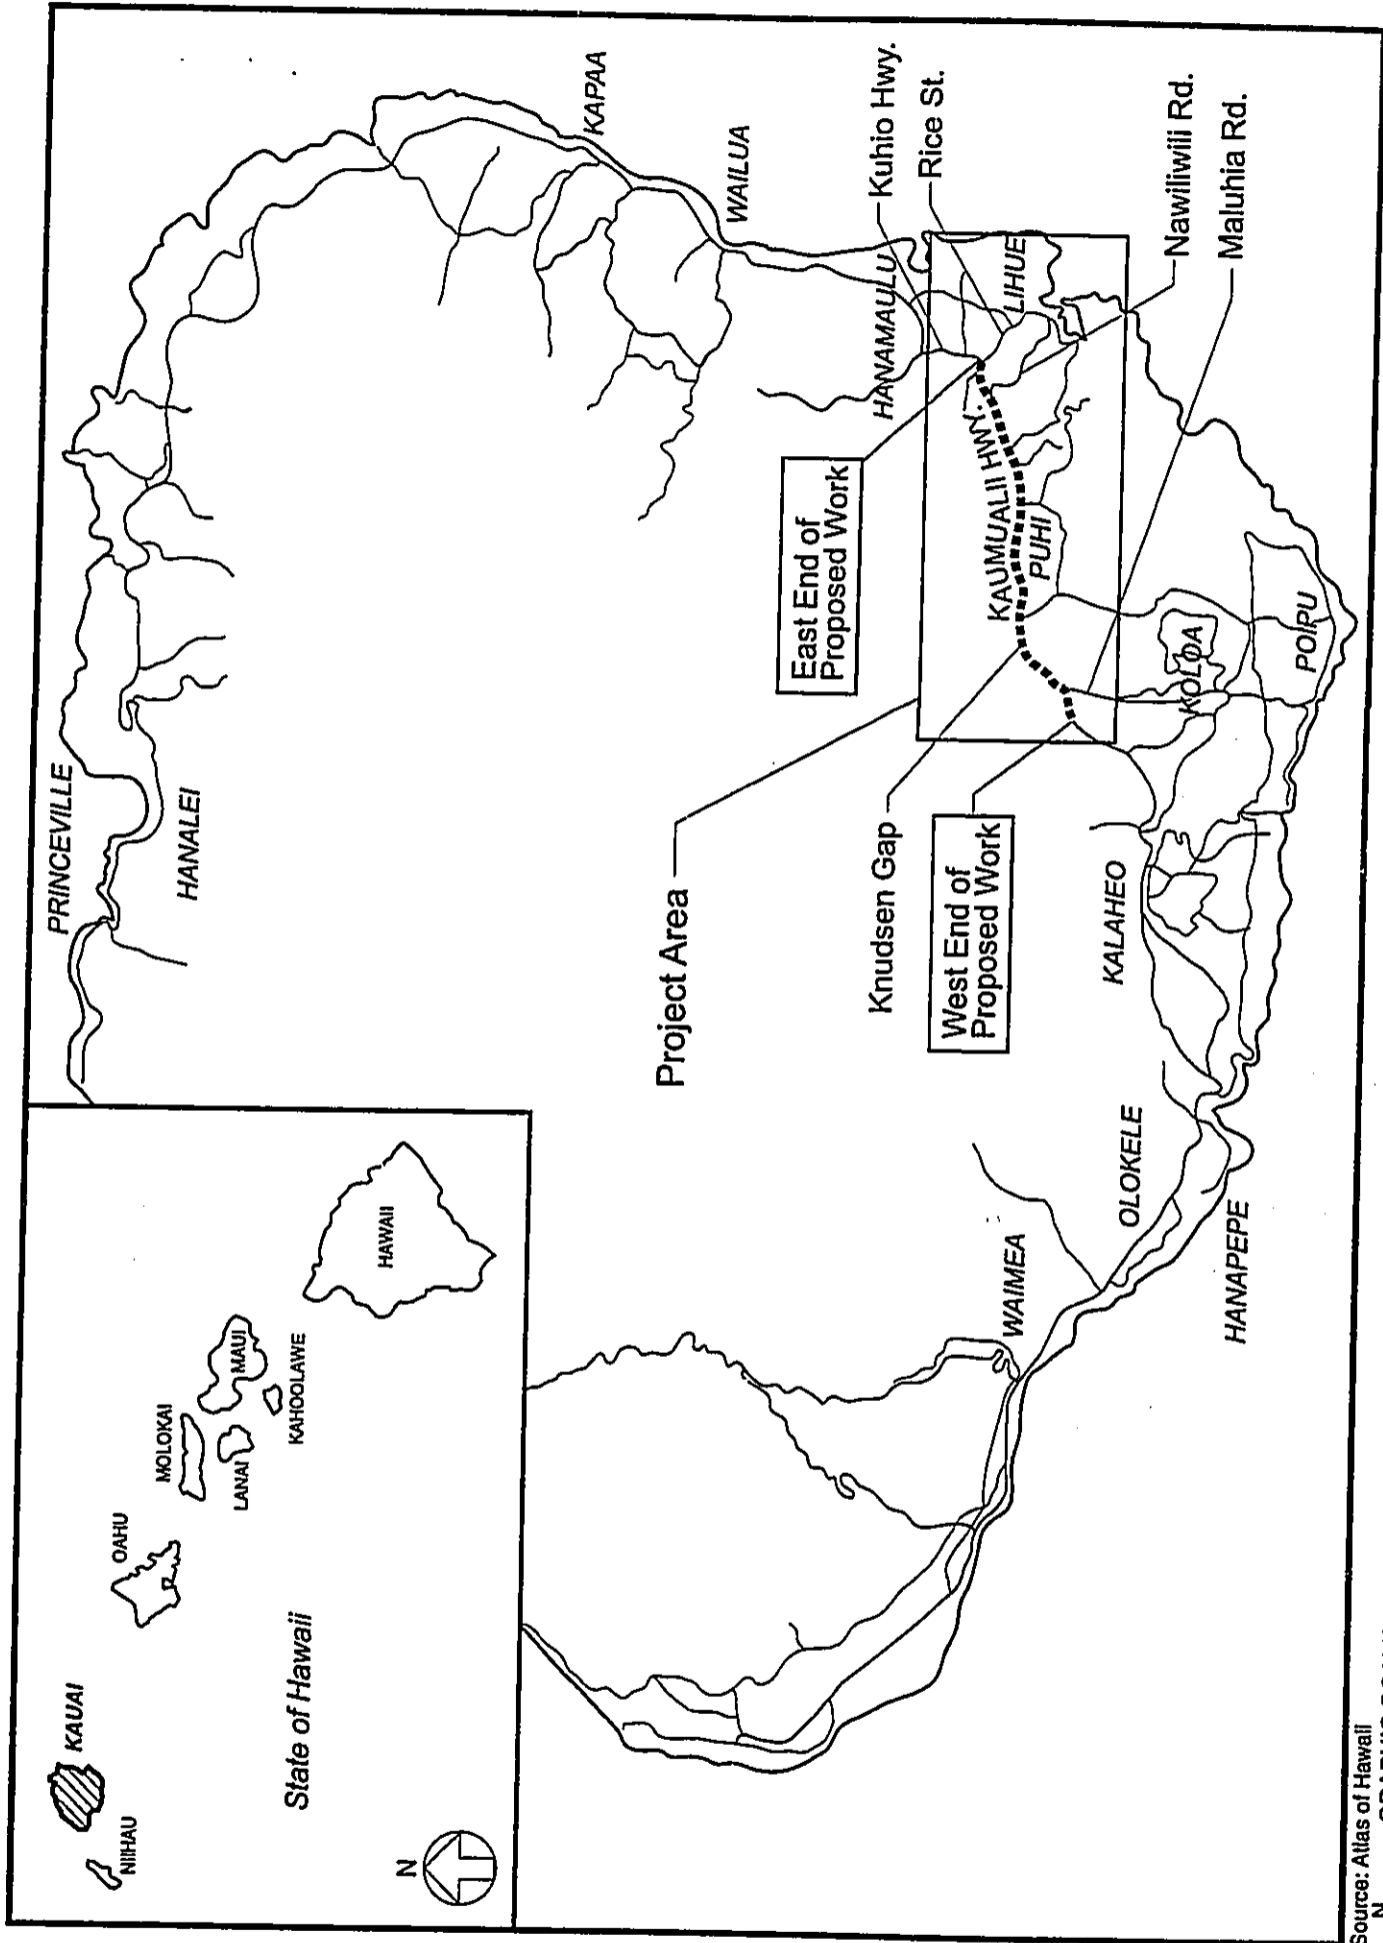 NIIHAU
KAUAI
OAHU
MOLOKAI
LANAI
MAUI
KAHOOLAWE
HAWAII
State of Hawaii
N
PRINCEVILLE
HANALEI
KAPAA
WAILUA
HANAMAULU
Kuhio Hwy.
Rice St.
LIHUE
East End of
Proposed Work
KAUMUALII HWY.
PUHI
Nawiliwili Rd.
Maluhia Rd.
Project Area
Knudsen Gap
West End of
Proposed Work
KOLOA
POIPU
KALAHEO
OLOKELE
HANAPEPE
WAIMEA
Source: Atlas of Hawaii
N